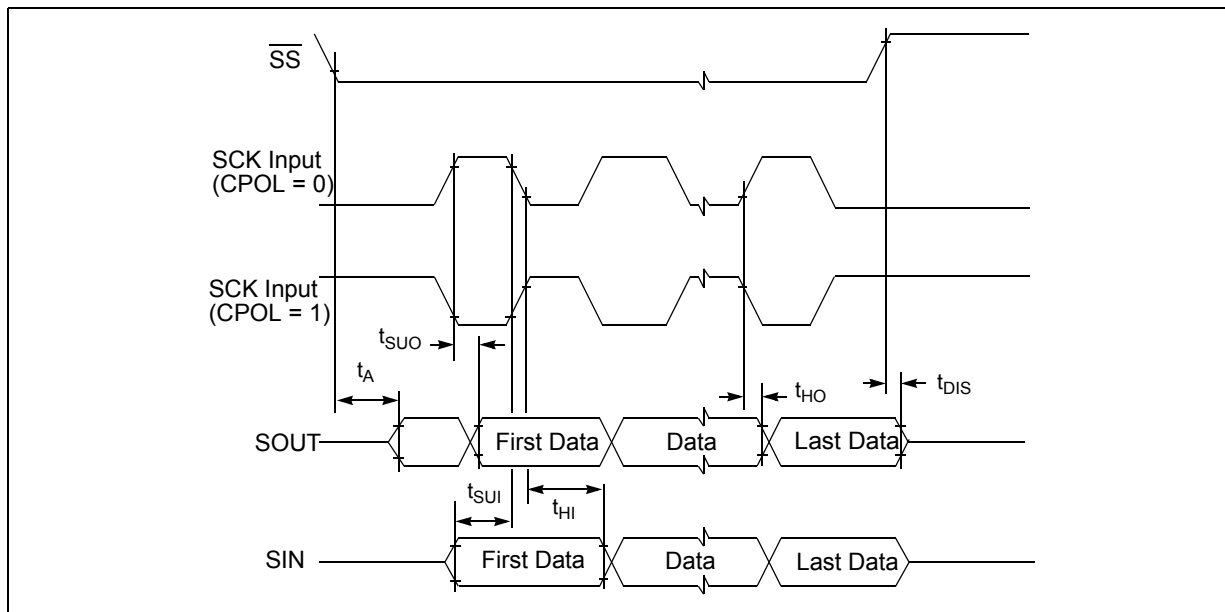 SS
SCK Input
(CPOL = 0)
SCK Input
(CPOL = 1)
tSUO
tA
tHO
tDIS
SOUT
First Data
Data
Last Data
tSUI
tHI
SIN
First Data
Data
Last Data